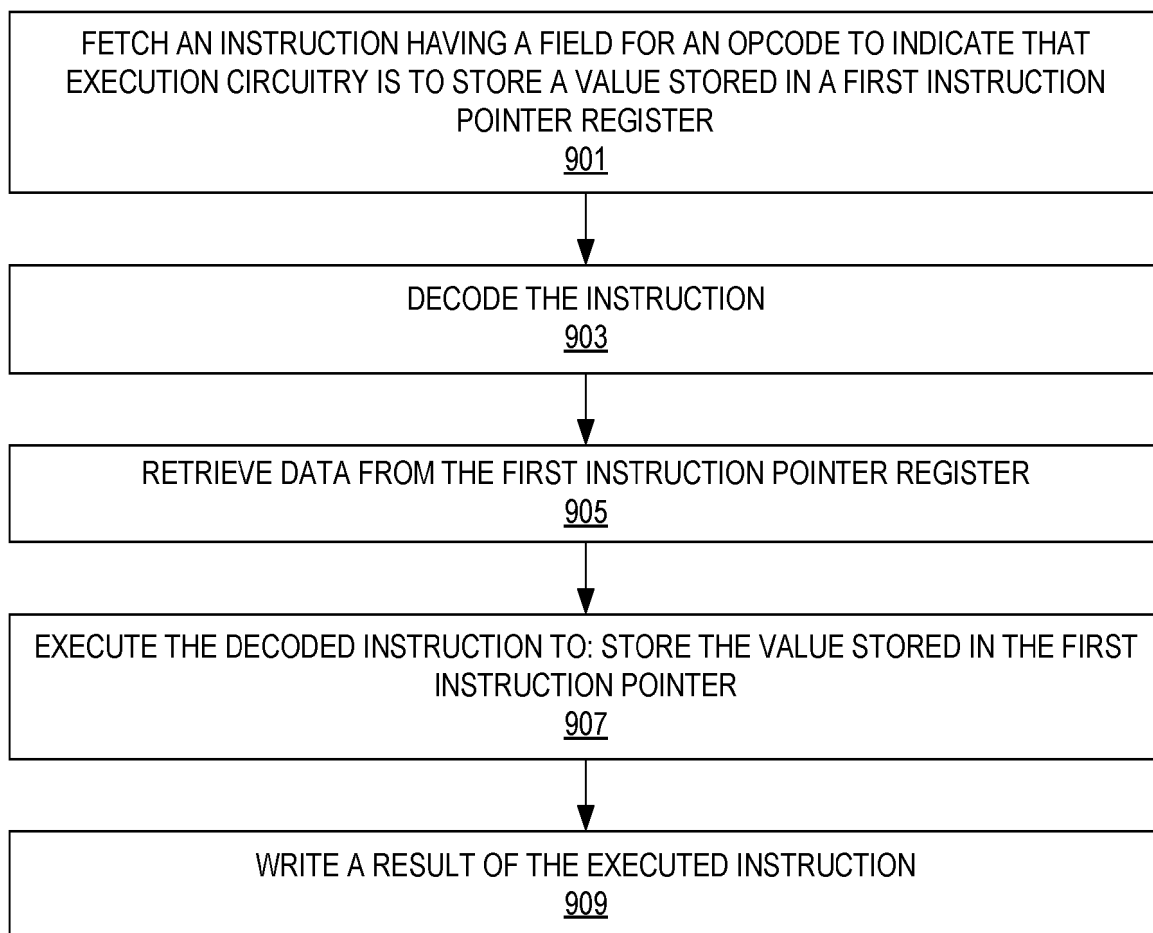 FETCH AN INSTRUCTION HAVING A FIELD FOR AN OPCODE TO INDICATE THAT
EXECUTION CIRCUITRY IS TO STORE A VALUE STORED IN A FIRST INSTRUCTION
POINTER REGISTER
901
DECODE THE INSTRUCTION
903
RETRIEVE DATA FROM THE FIRST INSTRUCTION POINTER REGISTER
905
EXECUTE THE DECODED INSTRUCTION TO: STORE THE VALUE STORED IN THE FIRST
INSTRUCTION POINTER
907
WRITE A RESULT OF THE EXECUTED INSTRUCTION
909